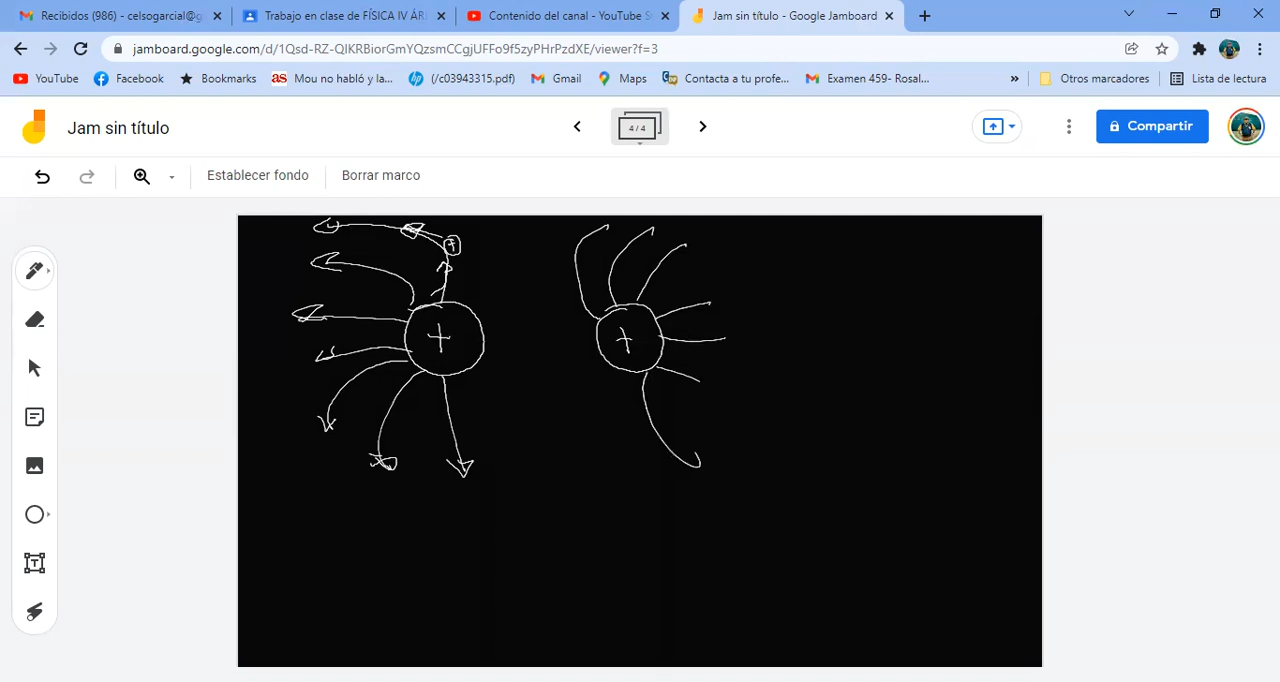 Recibidos (986) - celsogarcial@g
Trabajo en clase de FÍSICA IV ÁRE
Contenido del canal - YouTube S
Jam sin título - Google Jamboard
jamboard.google.com/d/1Qsd-RZ-QIKRBiorGmYQzsmCCgjUFFo9f5zyPHrPzdXE/viewer?f=3
YouTube
Facebook
Bookmarks
as Mou no habló y la...
hp (/c03943315.pdf)
Gmail
Maps
Contacta a tu profe...
Examen 459- Rosal...
»
Otros marcadores
Lista de lectura
Jam sin título
4 / 4
Compartir
Establecer fondo
Borrar marco
+
+
+